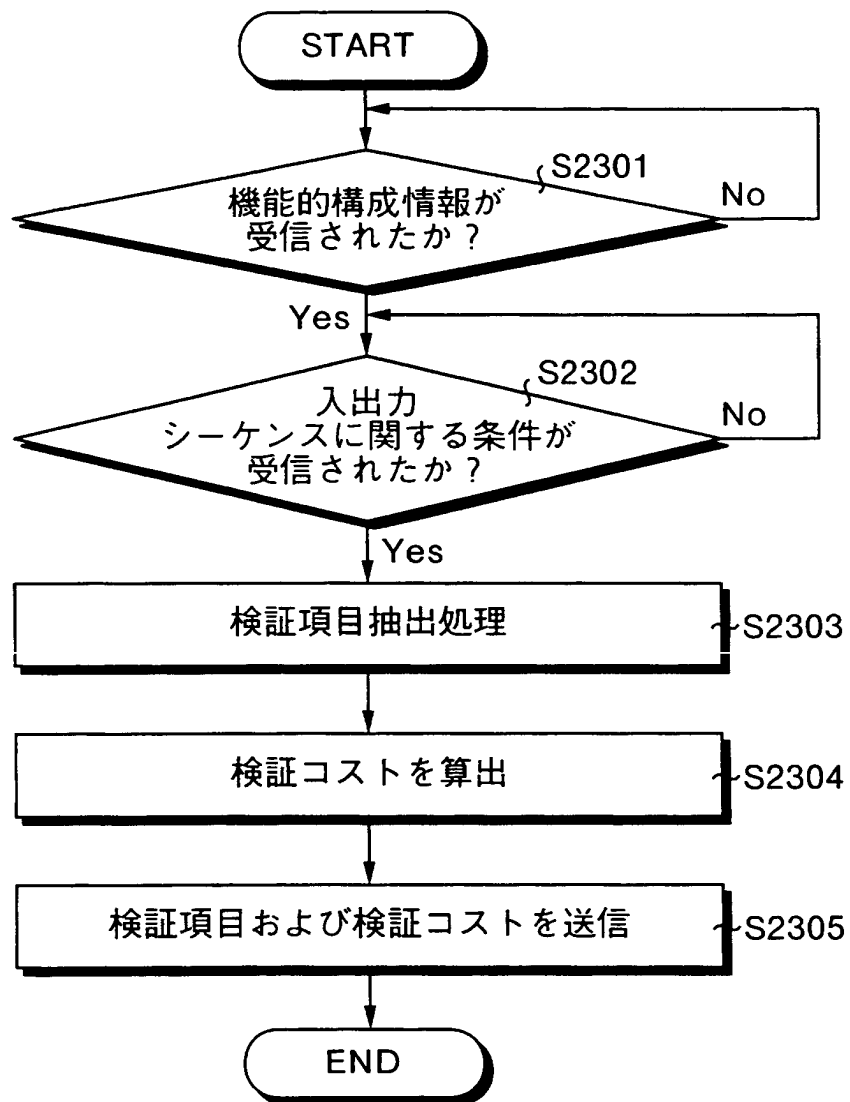 START
S2301
機能的構成情報が
受信されたか?
No
Yes
S2302
入出力
シーケンスに関する条件が
受信されたか?
No
Yes
検証項目抽出処理
S2303
検証コストを算出
S2304
検証項目および検証コストを送信
S2305
END